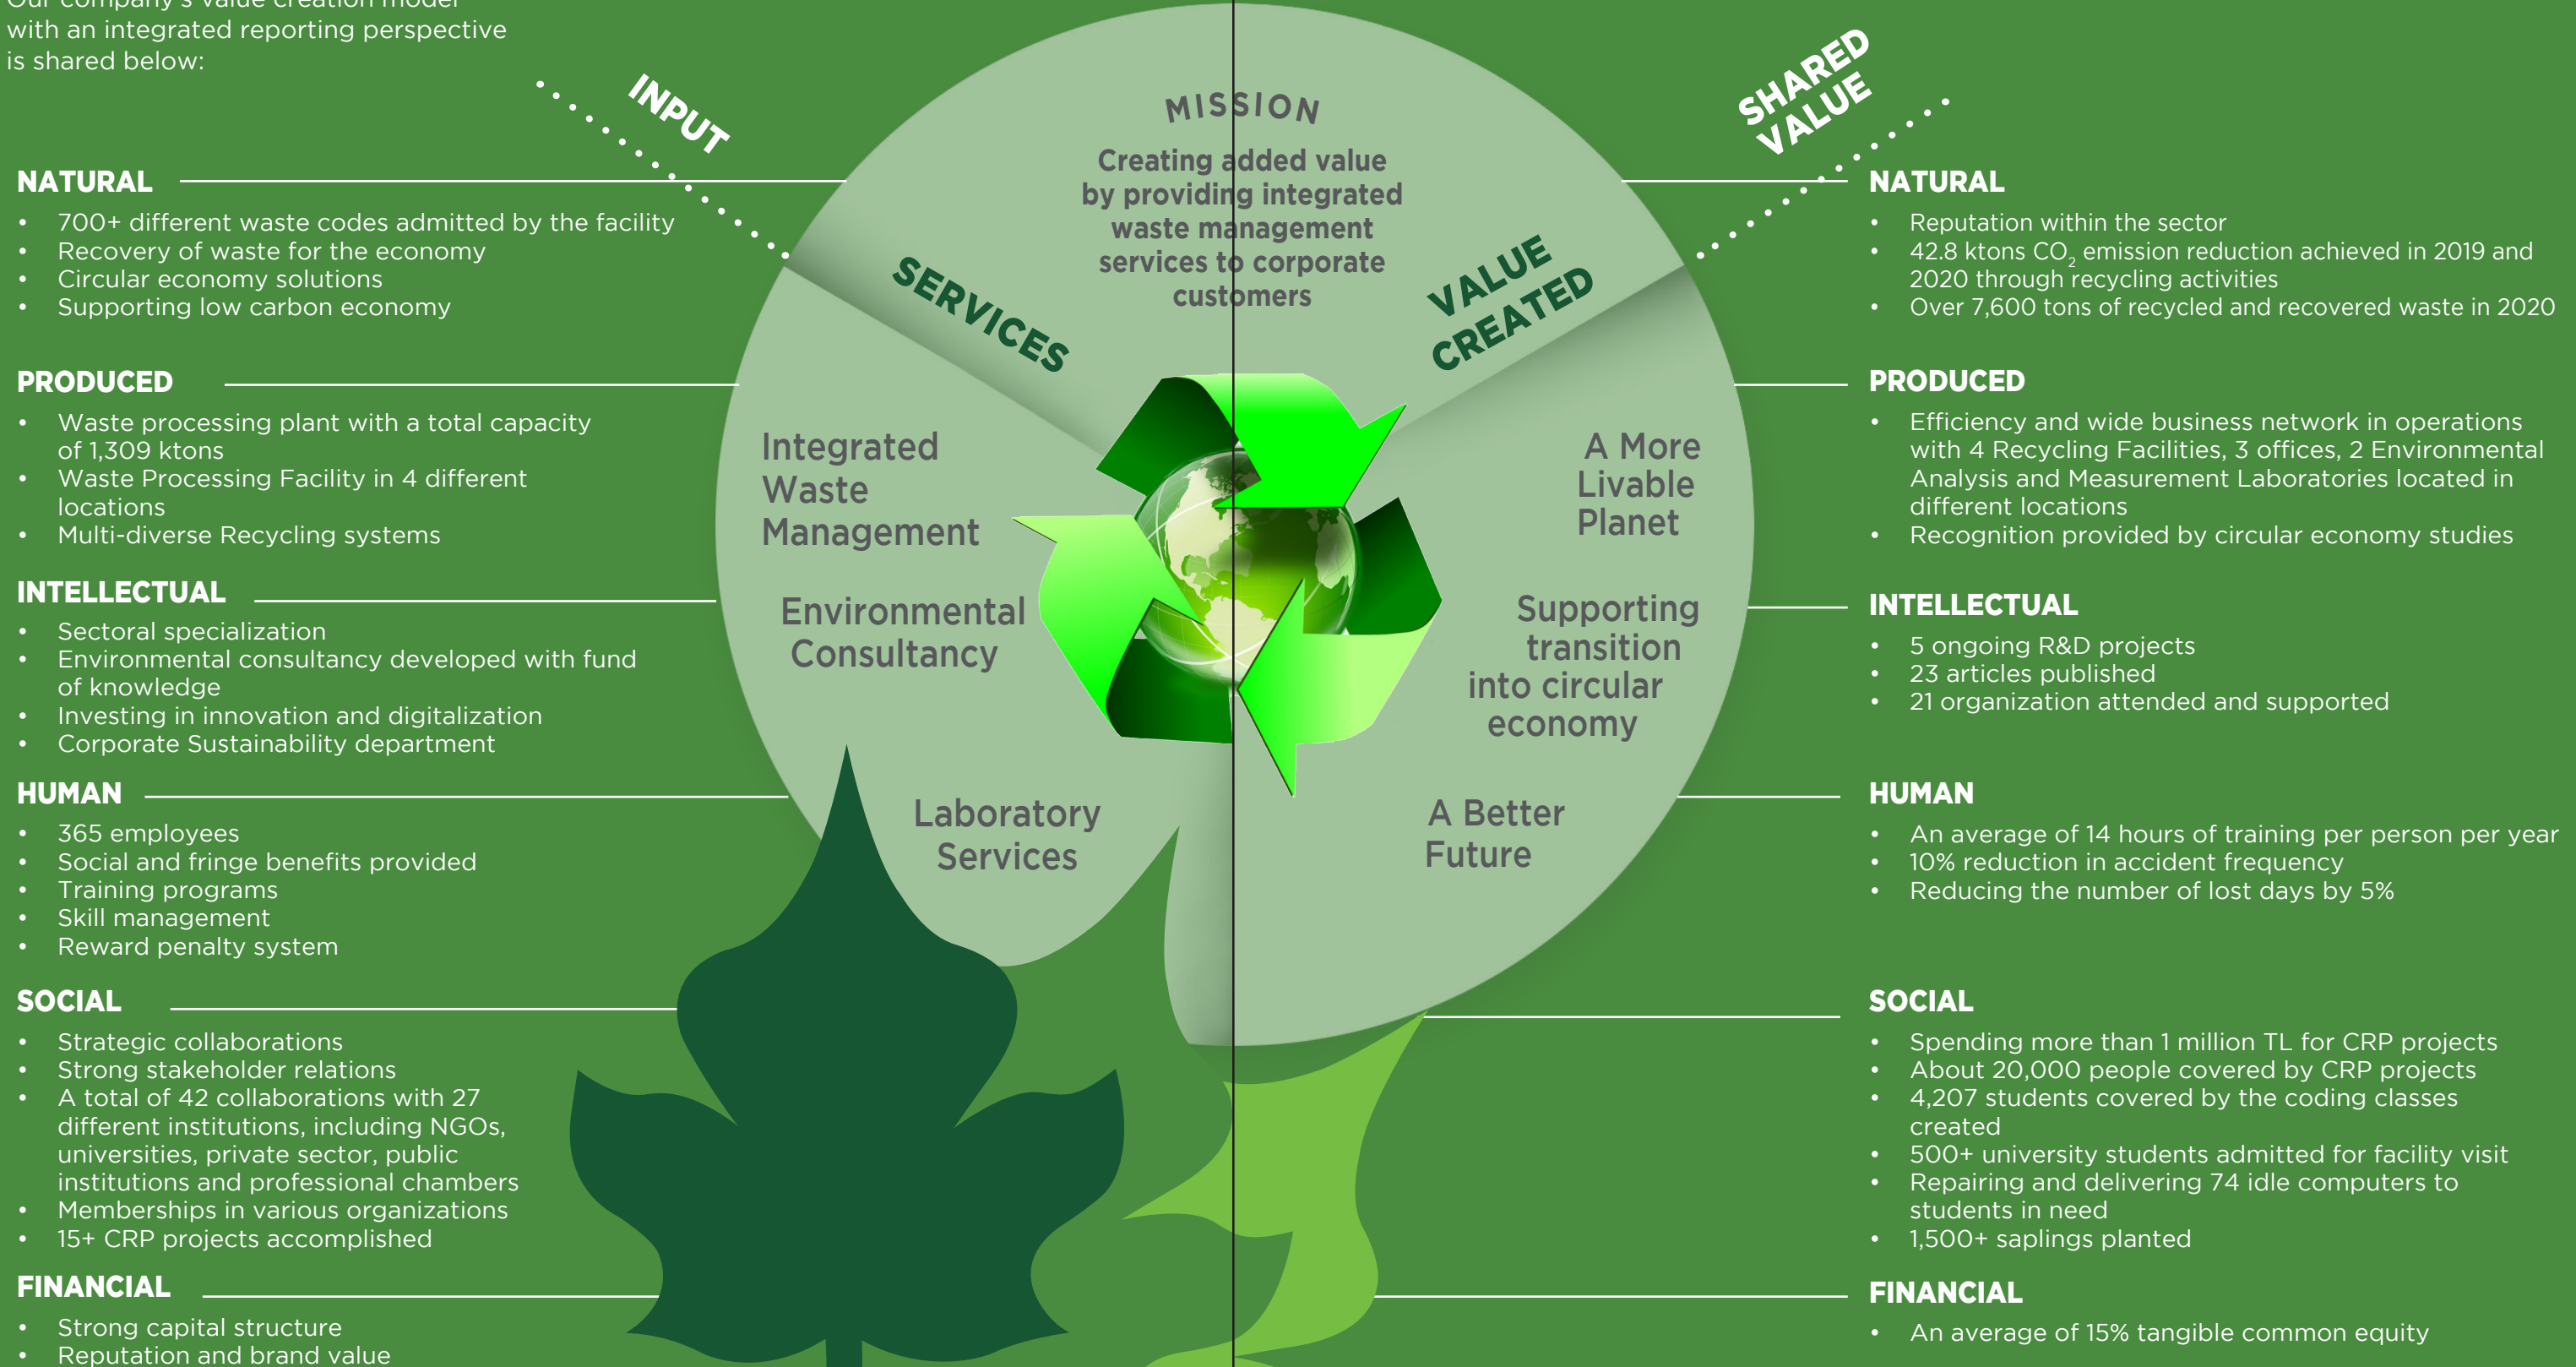 Our company's value creation model
with an integrated reporting perspective
is shared below:
INPUT
NATURAL
• 700+ different waste codes admitted by the facility
• Recovery of waste for the economy
• Circular economy solutions
• Supporting low carbon economy
PRODUCED
• Waste processing plant with a total capacity
of 1,309 ktons
• Waste Processing Facility in 4 different
locations
• Multi-diverse Recycling systems
INTELLECTUAL
• Sectoral specialization
• Environmental consultancy developed with fund
of knowledge
• Investing in innovation and digitalization
• Corporate Sustainability department
HUMAN
• 365 employees
• Social and fringe benefits provided
• Training programs
• Skill management
• Reward penalty system
SOCIAL
• Strategic collaborations
• Strong stakeholder relations
• A total of 42 collaborations with 27
different institutions, including NGOs,
universities, private sector, public
institutions and professional chambers
• Memberships in various organizations
• 15+ CRP projects accomplished
FINANCIAL
• Strong capital structure
• Reputation and brand value
MISSION
Creating added value
by providing integrated
waste management
services to corporate
customers
SERVICES
Integrated
Waste
Management
Environmental
Consultancy
Laboratory
Services
VALUE
CREATED
A More
Livable
Planet
Supporting
transition
into circular
economy
A Better
Future
SHARED
VALUE
NATURAL
• Reputation within the sector
• 42.8 ktons CO₂ emission reduction achieved in 2019 and
2020 through recycling activities
• Over 7,600 tons of recycled and recovered waste in 2020
PRODUCED
• Efficiency and wide business network in operations
with 4 Recycling Facilities, 3 offices, 2 Environmental
Analysis and Measurement Laboratories located in
different locations
• Recognition provided by circular economy studies
INTELLECTUAL
• 5 ongoing R&D projects
• 23 articles published
• 21 organization attended and supported
HUMAN
• An average of 14 hours of training per person per year
• 10% reduction in accident frequency
• Reducing the number of lost days by 5%
SOCIAL
• Spending more than 1 million TL for CRP projects
• About 20,000 people covered by CRP projects
• 4,207 students covered by the coding classes
created
• 500+ university students admitted for facility visit
• Repairing and delivering 74 idle computers to
students in need
• 1,500+ saplings planted
FINANCIAL
• An average of 15% tangible common equity